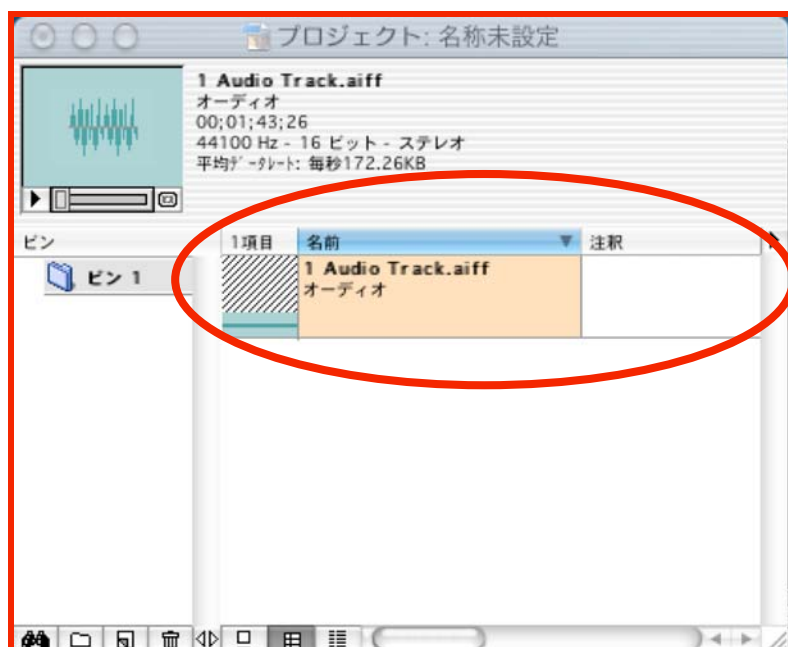 プロジェクト: 名称未設定
1 Audio Track.aiff
オーディオ
00;01;43;26
44100 Hz - 16 ビット - ステレオ
平均ﾃﾞｰﾀﾚｰﾄ: 毎秒172.26KB
ビン
1項目 名前 注釈
ビン 1
1 Audio Track.aiff
オーディオ